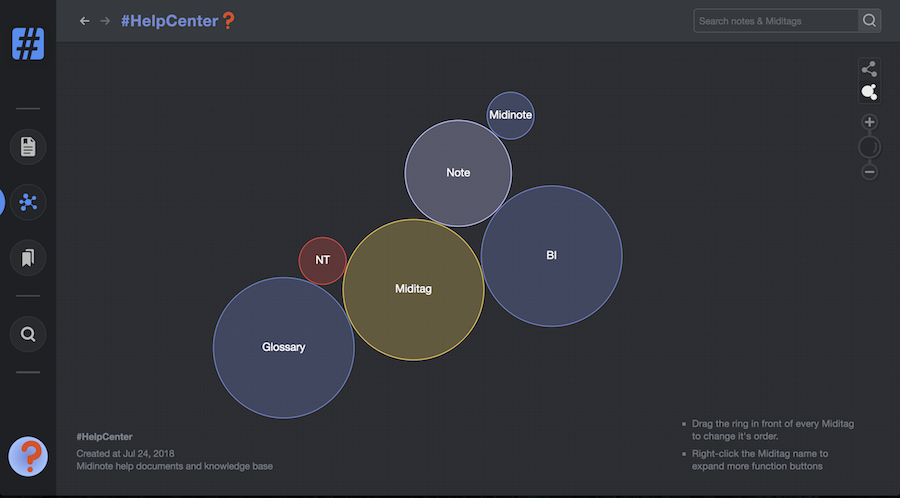 #HelpCenter❓
Search notes & Miditags
Midinote
Note
BI
NT
Miditag
Glossary
#HelpCenter
Created at Jul 24, 2018
Midinote help documents and knowledge base
Drag the ring in front of every Miditag
to change it's order.
Right-click the Miditag name to
expand more function buttons